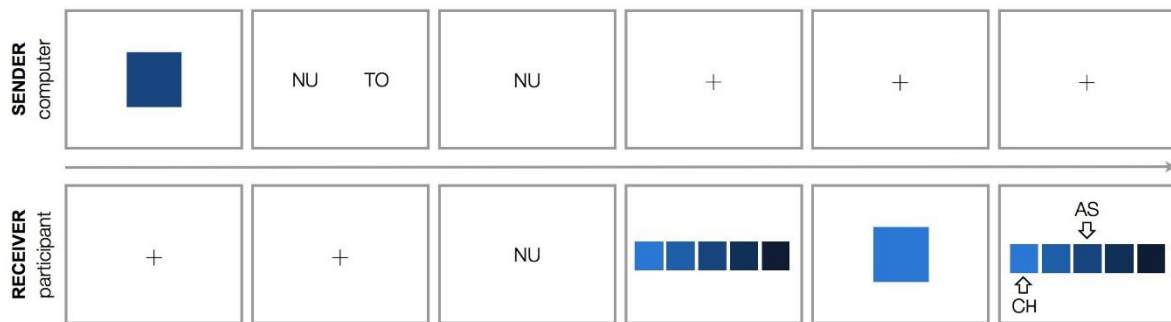 SENDER
computer
NU TO
NU
RECEIVER
participant
NU
AS
CH